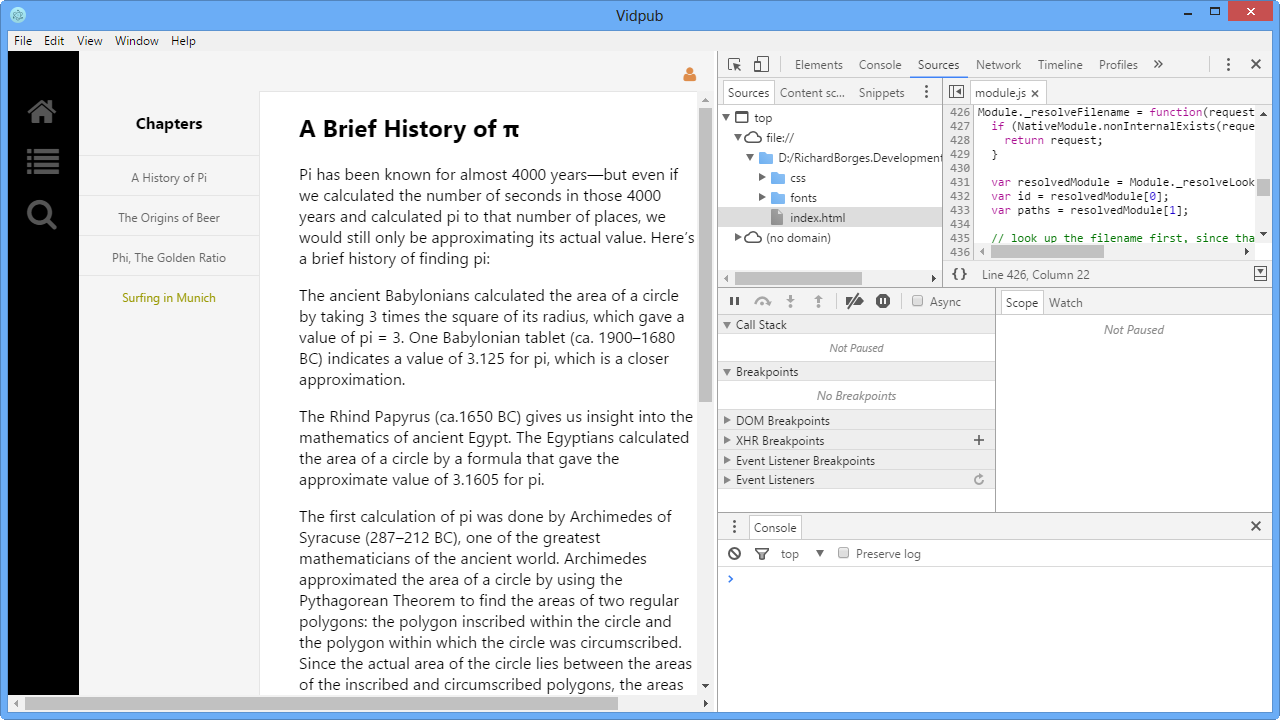 Vidpub
File Edit View Window Help
Chapters
A History of Pi
The Origins of Beer
Phi, The Golden Ratio
Surfing in Munich
A Brief History of π
Pi has been known for almost 4000 years—but even if
we calculated the number of seconds in those 4000
years and calculated pi to that number of places, we
would still only be approximating its actual value. Here's
a brief history of finding pi:
The ancient Babylonians calculated the area of a circle
by taking 3 times the square of its radius, which gave a
value of pi = 3. One Babylonian tablet (ca. 1900–1680
BC) indicates a value of 3.125 for pi, which is a closer
approximation.
The Rhind Papyrus (ca.1650 BC) gives us insight into the
mathematics of ancient Egypt. The Egyptians calculated
the area of a circle by a formula that gave the
approximate value of 3.1605 for pi.
The first calculation of pi was done by Archimedes of
Syracuse (287–212 BC), one of the greatest
mathematicians of the ancient world. Archimedes
approximated the area of a circle by using the
Pythagorean Theorem to find the areas of two regular
polygons: the polygon inscribed within the circle and
the polygon within which the circle was circumscribed.
Since the actual area of the circle lies between the areas
of the inscribed and circumscribed polygons, the areas
Elements Console Sources Network Timeline Profiles »
Sources Content sc... Snippets
top
file://
D:/RichardBorges.Development
css
fonts
index.html
(no domain)
module.js ×
426 Module._resolveFilename = function(request
427 if (NativeModule.nonInternalExists(reque
428 return request;
429 }
430
431 var resolvedModule = Module._resolveLook
432 var id = resolvedModule[0];
433 var paths = resolvedModule[1];
434
435 // look up the filename first, since tha
436
{} Line 426, Column 22
Async
Call Stack
Not Paused
Breakpoints
No Breakpoints
DOM Breakpoints
XHR Breakpoints +
Event Listener Breakpoints
Event Listeners
Scope Watch
Not Paused
Console
top Preserve log
>